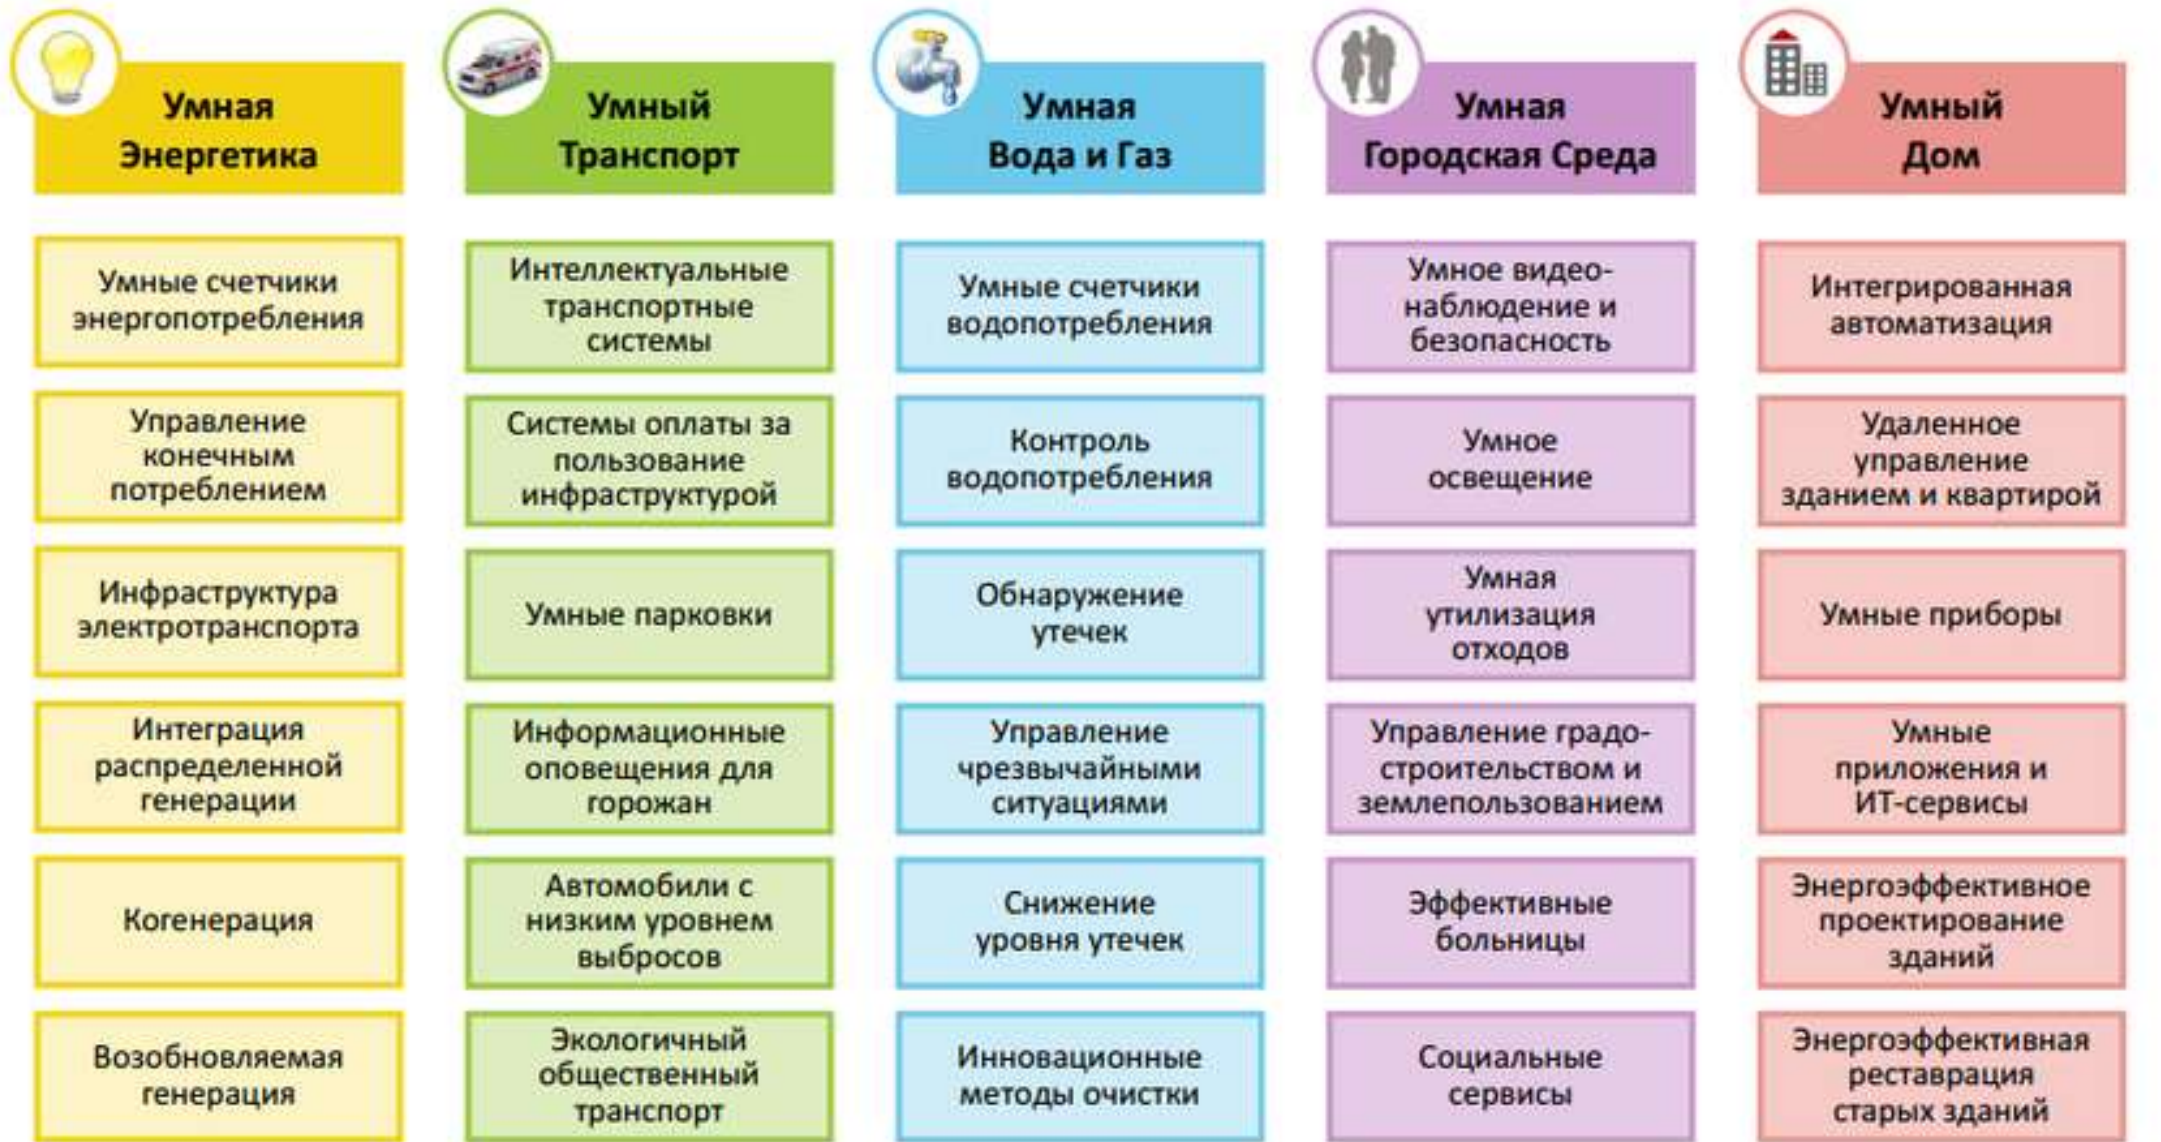 Умная
Энергетика
Умные счетчики
энергопотребления
Управление
конечным
потреблением
Инфраструктура
электротранспорта
Интеграция
распределенной
генерации
Когенерация
Возобновляемая
генерация
Умный
Транспорт
Интеллектуальные
транспортные
системы
Системы оплаты за
пользование
инфраструктурой
Умные парковки
Информационные
оповещения для
горожан
Автомобили с
низким уровнем
выбросов
Экологичный
общественный
транспорт
Умная
Вода и Газ
Умные счетчики
водопотребления
Контроль
водопотребления
Обнаружение
утечек
Управление
чрезвычайными
ситуациями
Снижение
уровня утечек
Инновационные
методы очистки
Умная
Городская Среда
Умное видео-
наблюдение и
безопасность
Умное
освещение
Умная
утилизация
отходов
Управление градо-
строительством и
землепользованием
Эффективные
больницы
Социальные
сервисы
Умный
Дом
Интегрированная
автоматизация
Удаленное
управление
зданием и квартирой
Умные приборы
Умные
приложения и
ИТ-сервисы
Энергоэффективное
проектирование
зданий
Энергоэффективная
реставрация
старых зданий